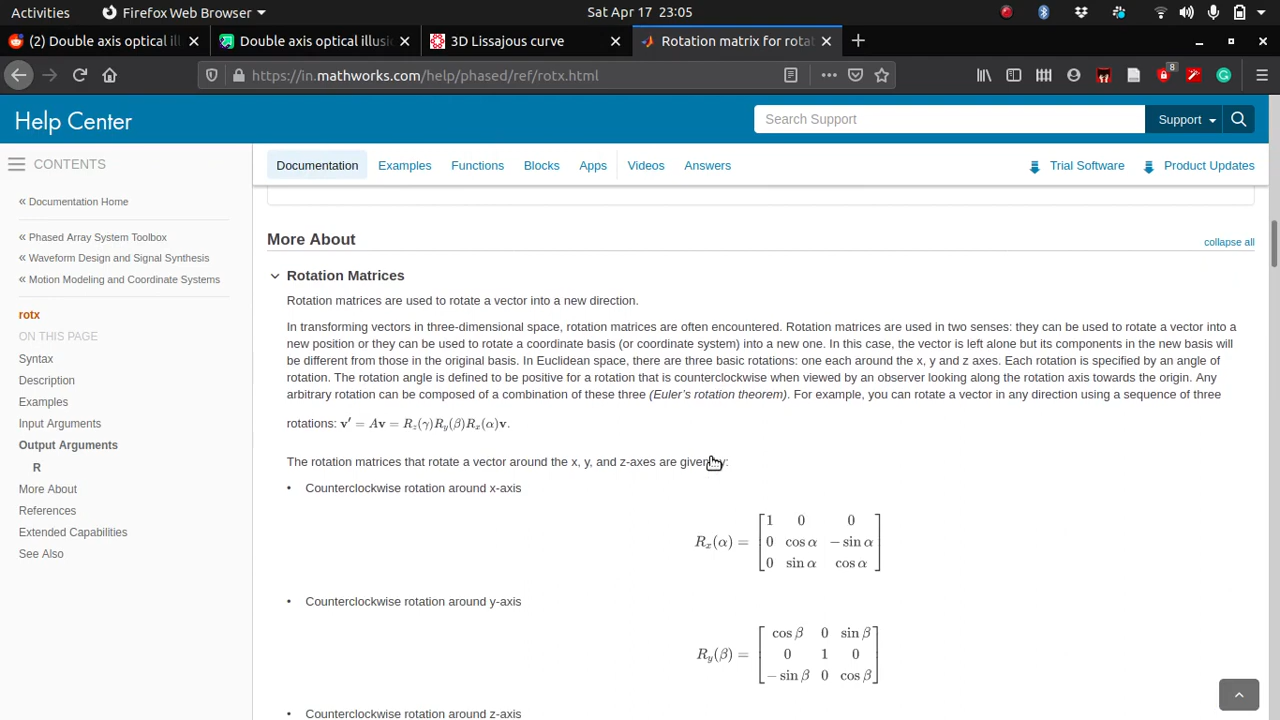 Activities
Firefox Web Browser
Sat Apr 17 23:05
(2) Double axis optical ill
Double axis optical illus
3D Lissajous curve
Rotation matrix for rota
https://in.mathworks.com/help/phased/ref/rotx.html
8
Help Center
Search Support
Support
CONTENTS
Documentation
Examples
Functions
Blocks
Apps
Videos
Answers
Trial Software
Product Updates
« Documentation Home
« Phased Array System Toolbox
« Waveform Design and Signal Synthesis
« Motion Modeling and Coordinate Systems
rotx
ON THIS PAGE
Syntax
Description
Examples
Input Arguments
Output Arguments
R
More About
References
Extended Capabilities
See Also
More About
collapse all
Rotation Matrices
Rotation matrices are used to rotate a vector into a new direction.
In transforming vectors in three-dimensional space, rotation matrices are often encountered. Rotation matrices are used in two senses: they can be used to rotate a vector into a
new position or they can be used to rotate a coordinate basis (or coordinate system) into a new one. In this case, the vector is left alone but its components in the new basis will
be different from those in the original basis. In Euclidean space, there are three basic rotations: one each around the x, y and z axes. Each rotation is specified by an angle of
rotation. The rotation angle is defined to be positive for a rotation that is counterclockwise when viewed by an observer looking along the rotation axis towards the origin. Any
arbitrary rotation can be composed of a combination of these three (Euler's rotation theorem). For example, you can rotate a vector in any direction using a sequence of three
rotations: v′ = Av = Rz(γ)Ry(β)Rx(α)v.
The rotation matrices that rotate a vector around the x, y, and z-axes are given
• Counterclockwise rotation around x-axis
Rx(α) =
1 0 0
0 cos α − sin α
0 sin α cos α
• Counterclockwise rotation around y-axis
Ry(β) =
cos β 0 sin β
0 1 0
− sin β 0 cos β
• Counterclockwise rotation around z-axis